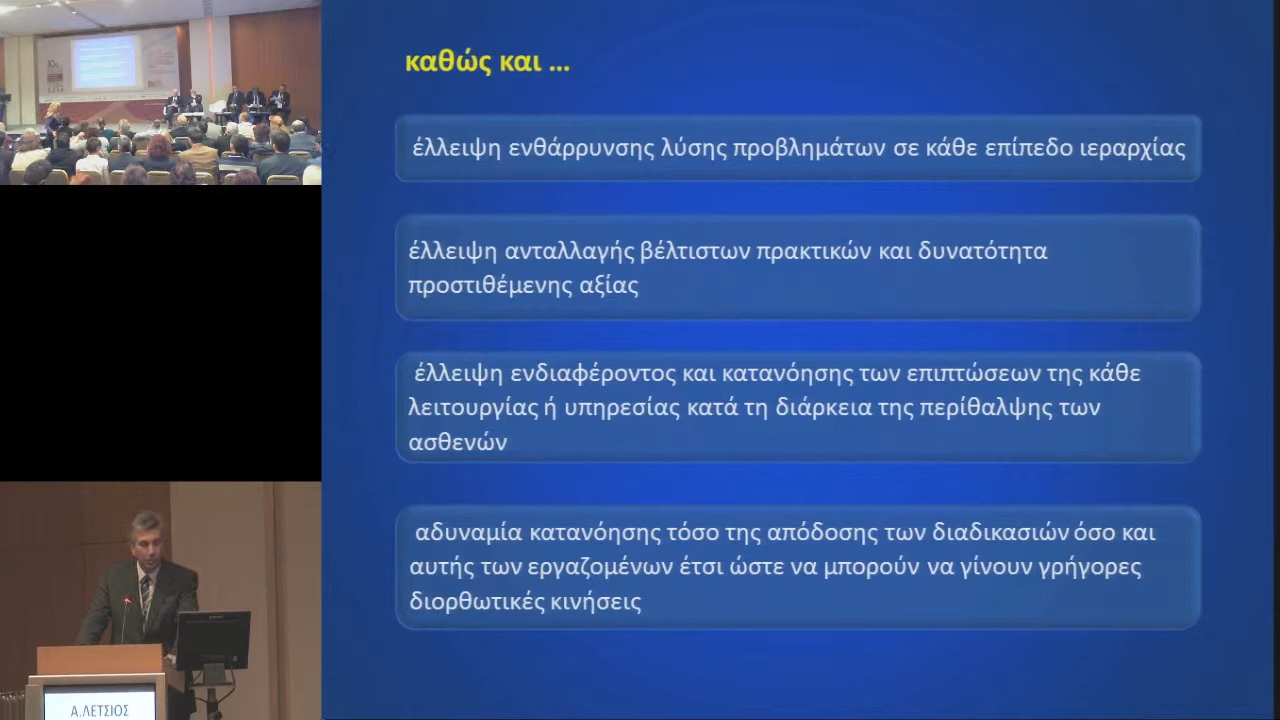 καθώς και ...
έλλειψη ενθάρρυνσης λύσης προβλημάτων σε κάθε επίπεδο ιεραρχίας
έλλειψη ανταλλαγής βέλτιστων πρακτικών και δυνατότητα
προστιθέμενης αξίας
έλλειψη ενδιαφέροντος και κατανόησης των επιπτώσεων της κάθε
λειτουργίας ή υπηρεσίας κατά τη διάρκεια της περίθαλψης των
ασθενών
αδυναμία κατανόησης τόσο της απόδοσης των διαδικασιών όσο και
αυτής των εργαζομένων έτσι ώστε να μπορούν να γίνουν γρήγορες
διορθωτικές κινήσεις
Α.ΛΕΤΣΙΟΣ